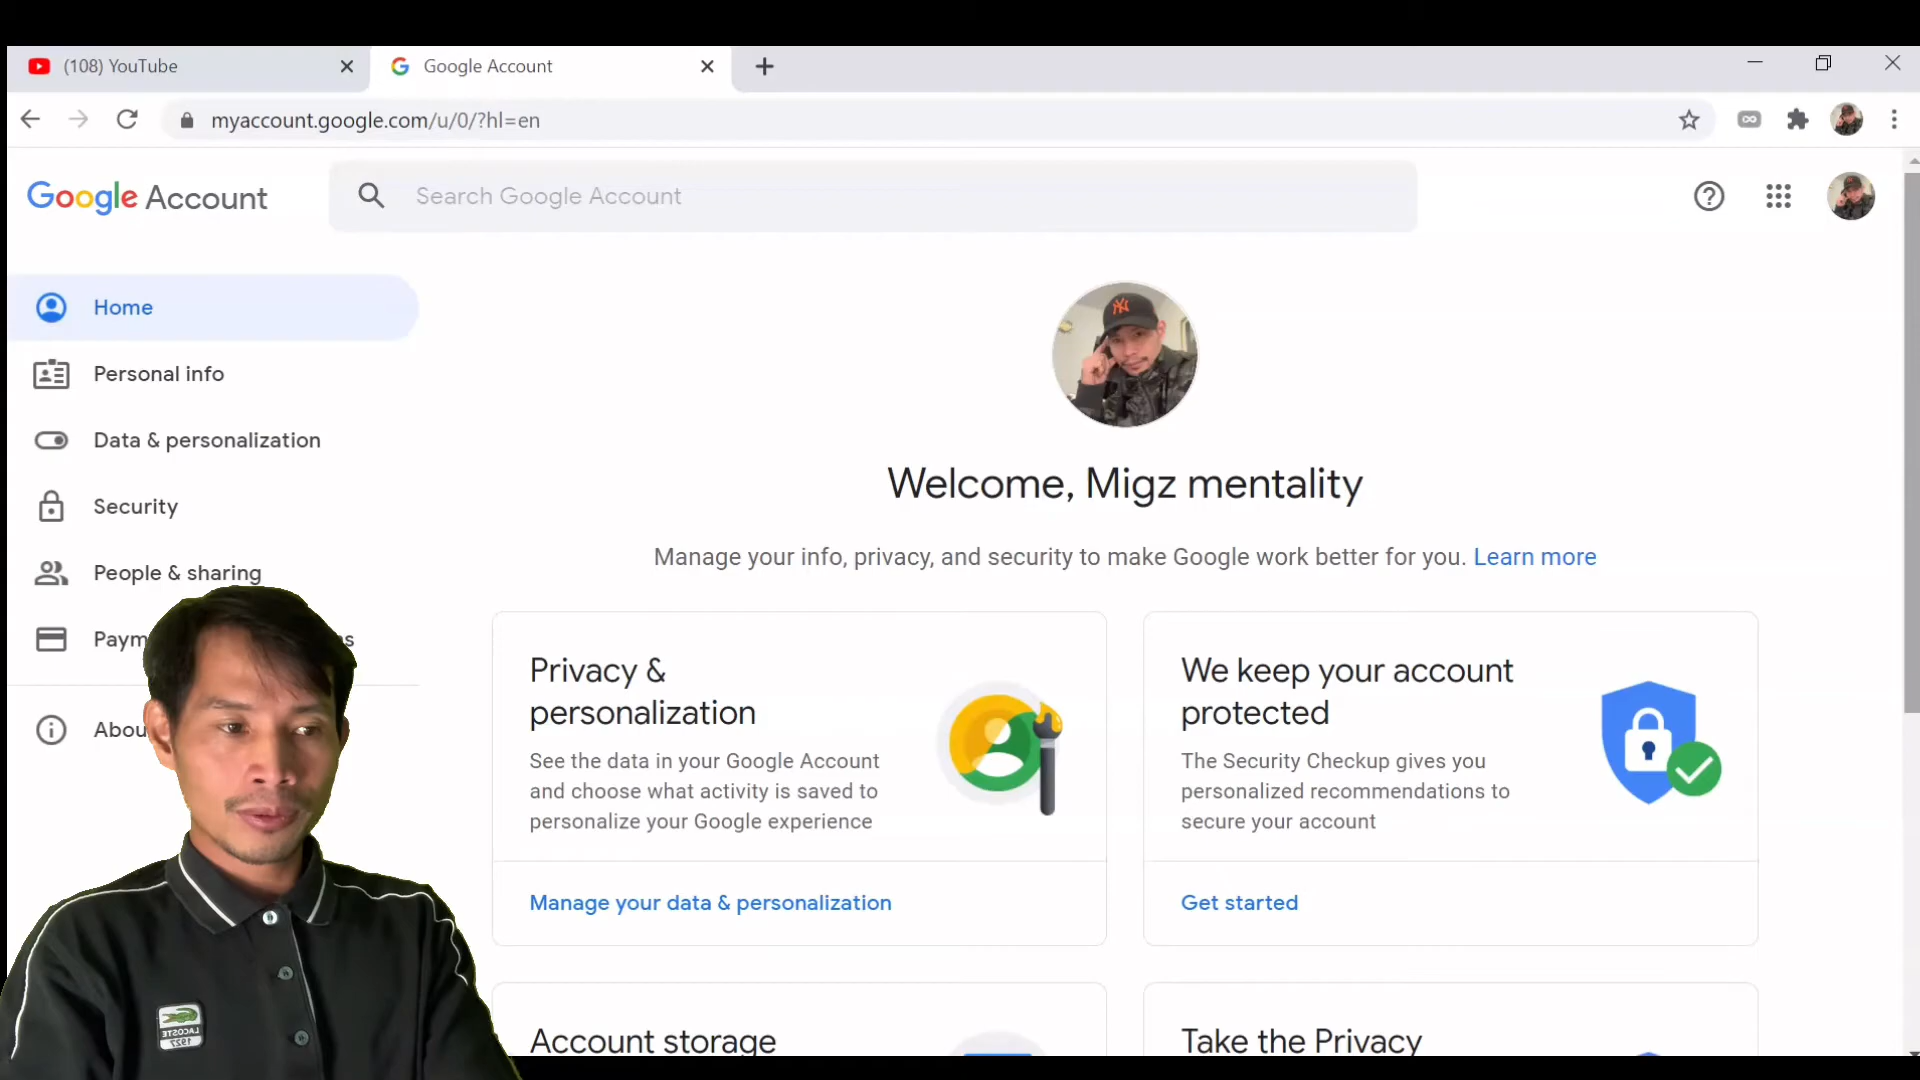 (108) YouTube
Google Account
myaccount.google.com/u/0/?hl=en
Google Account
Search Google Account
Home
Personal info
Data & personalization
Security
People & sharing
Welcome, Migz mentality
Manage your info, privacy, and security to make Google work better for you. Learn more
Privacy &
personalization
See the data in your Google Account
and choose what activity is saved to
personalize your Google experience
Manage your data & personalization
We keep your account
protected
The Security Checkup gives you
personalized recommendations to
secure your account
Get started
Account storage
Take the Privacy
LACOSTE
1927